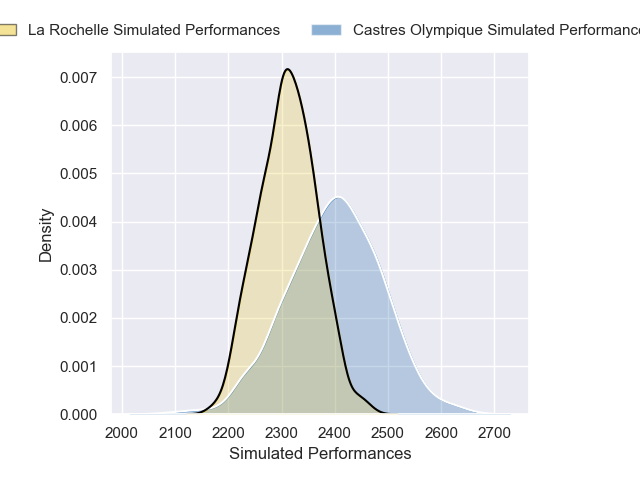 La Rochelle Simulated Performances
Castres Olympique Simulated Performanc
0.007
0.006
0.005
0.004
0.003
0.002
0.001
0.000
Density
2000 2100 2200 2300 2400 2500 2600 2700
Simulated Performances